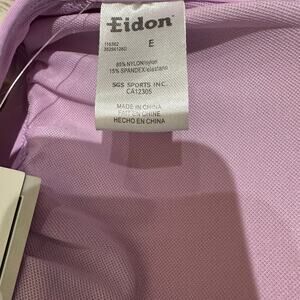 Eidon
E
85% NYLON/nylon
15% SPANDEX/elastano
SGS SPORTS INC.
CA12305
MADE IN CHINA
FAIT EN CHINE
HECHO EN CHINA